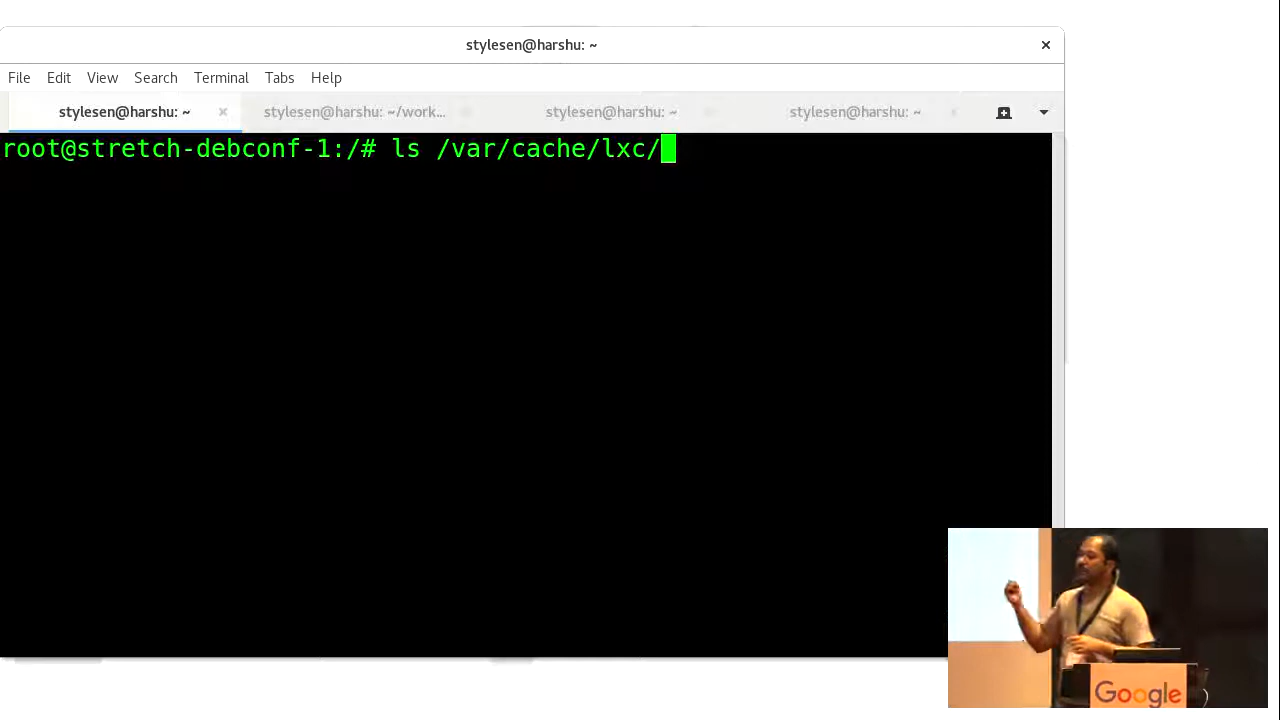 stylesen@harshu: ~
File Edit View Search Terminal Tabs Help
stylesen@harshu: ~ stylesen@harshu: ~/work... stylesen@harshu: ~ stylesen@harshu: ~
root@stretch-debconf-1:/# ls /var/cache/lxc/
Google